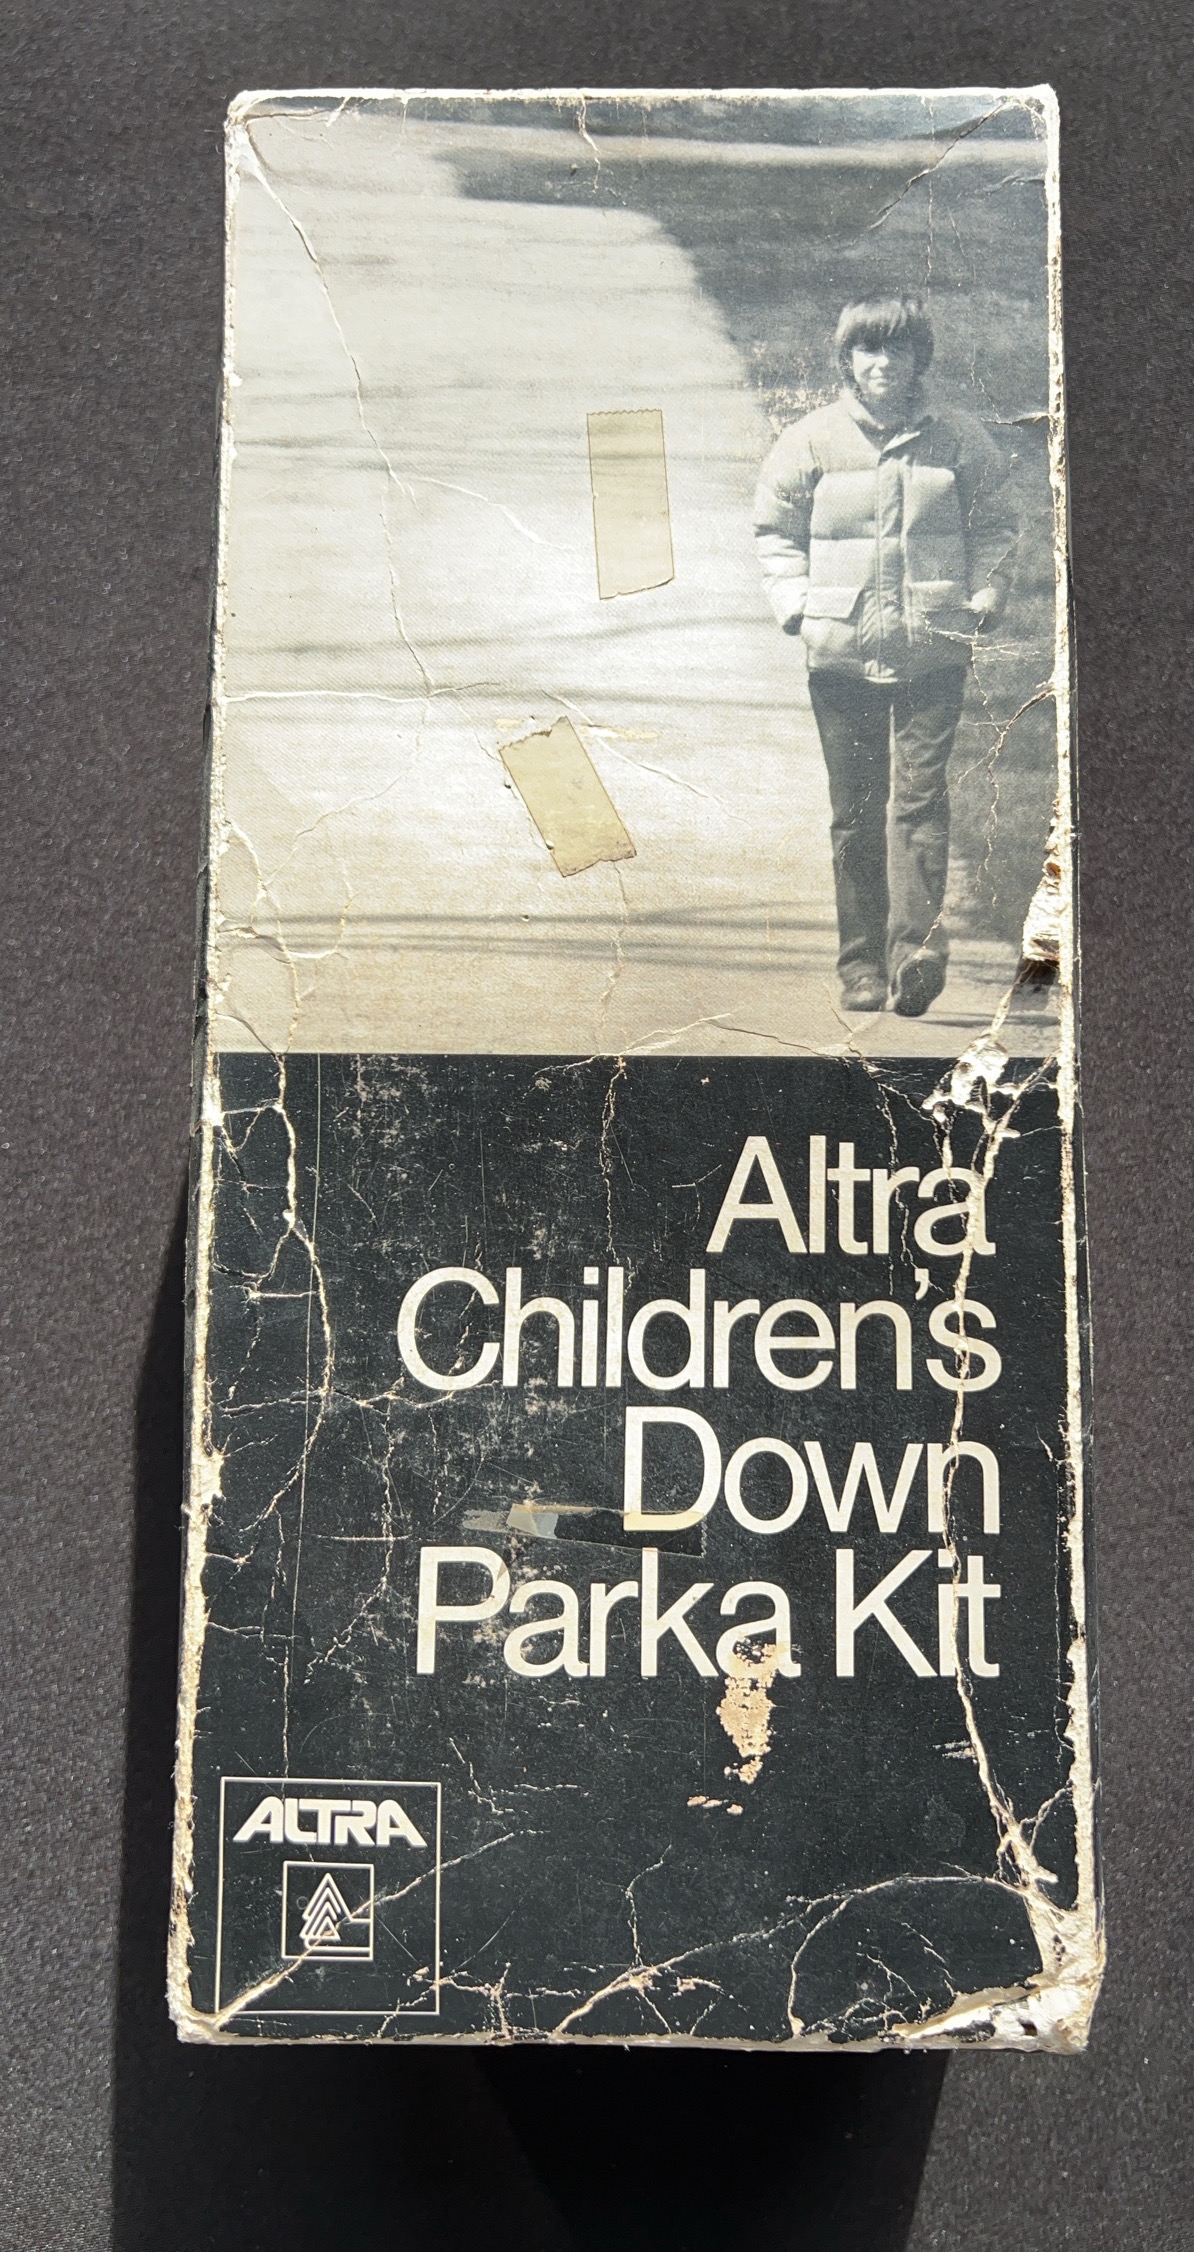 Altra
Children's
Down
Parka Kit
ALTRA